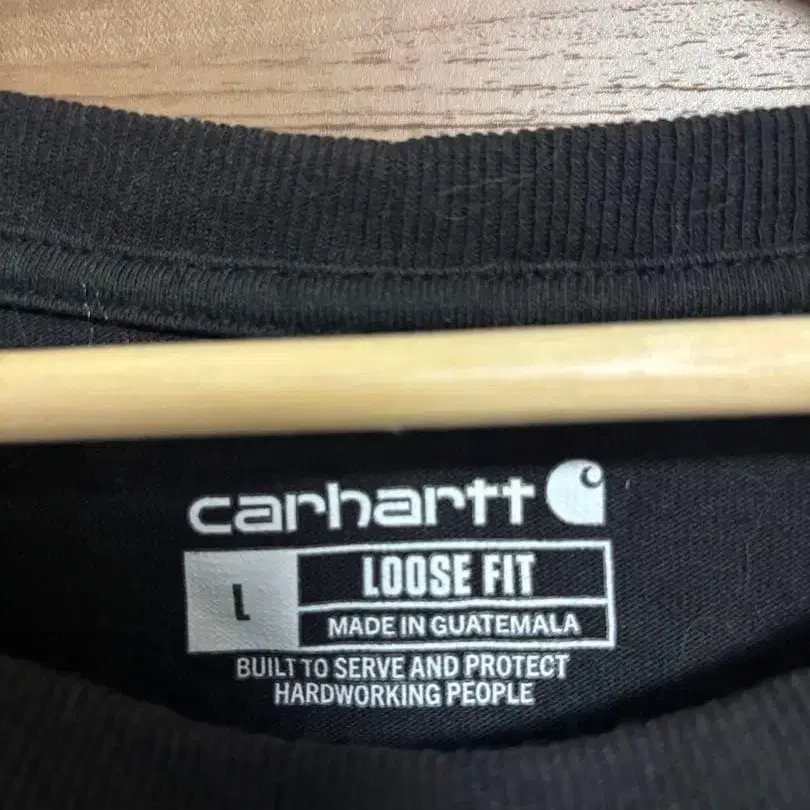 carhartt
L
LOOSE FIT
MADE IN GUATEMALA
BUILT TO SERVE AND PROTECT
HARDWORKING PEOPLE